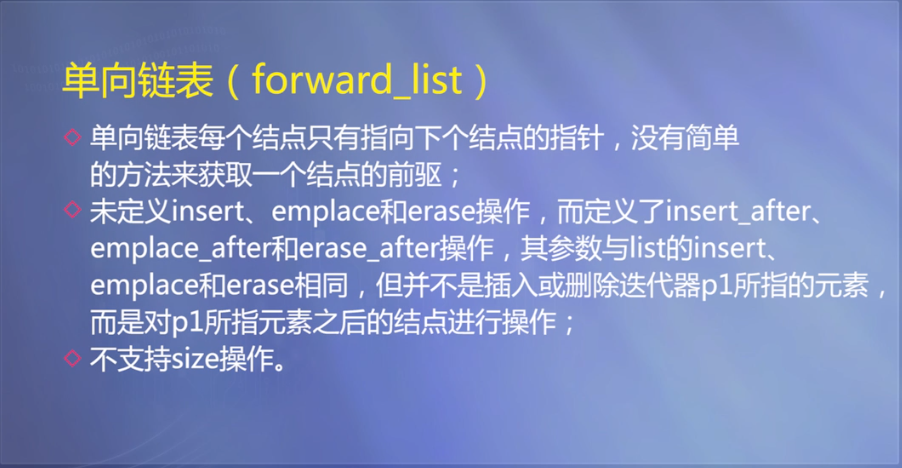 单向链表（forward_list）
单向链表每个结点只有指向下个结点的指针，没有简单
的方法来获取一个结点的前驱；
未定义insert、emplace和erase操作，而定义了insert_after、
emplace_after和erase_after操作，其参数与list的insert、
emplace和erase相同，但并不是插入或删除迭代器p1所指的元素，
而是对p1所指元素之后的结点进行操作；
不支持size操作。